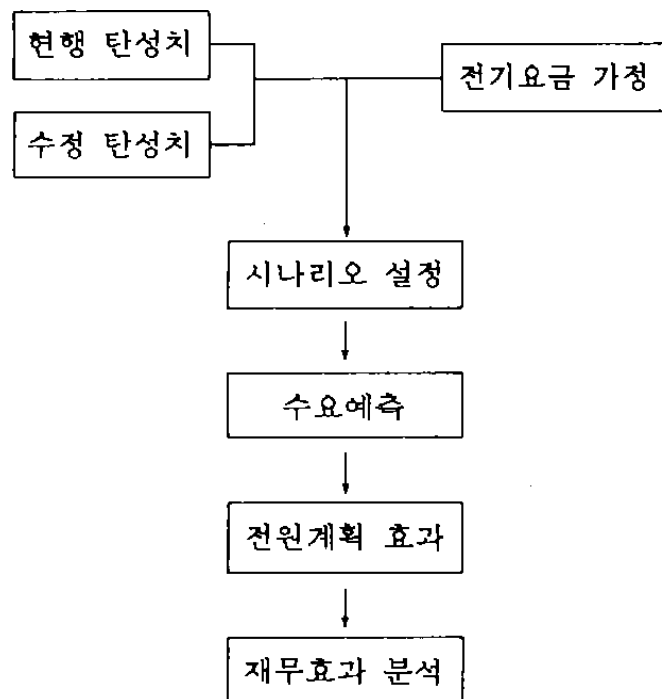 현행 탄성치
전기요금 가정
수정 탄성치
시나리오 설정
수요예측
전원계획 효과
재무효과 분석